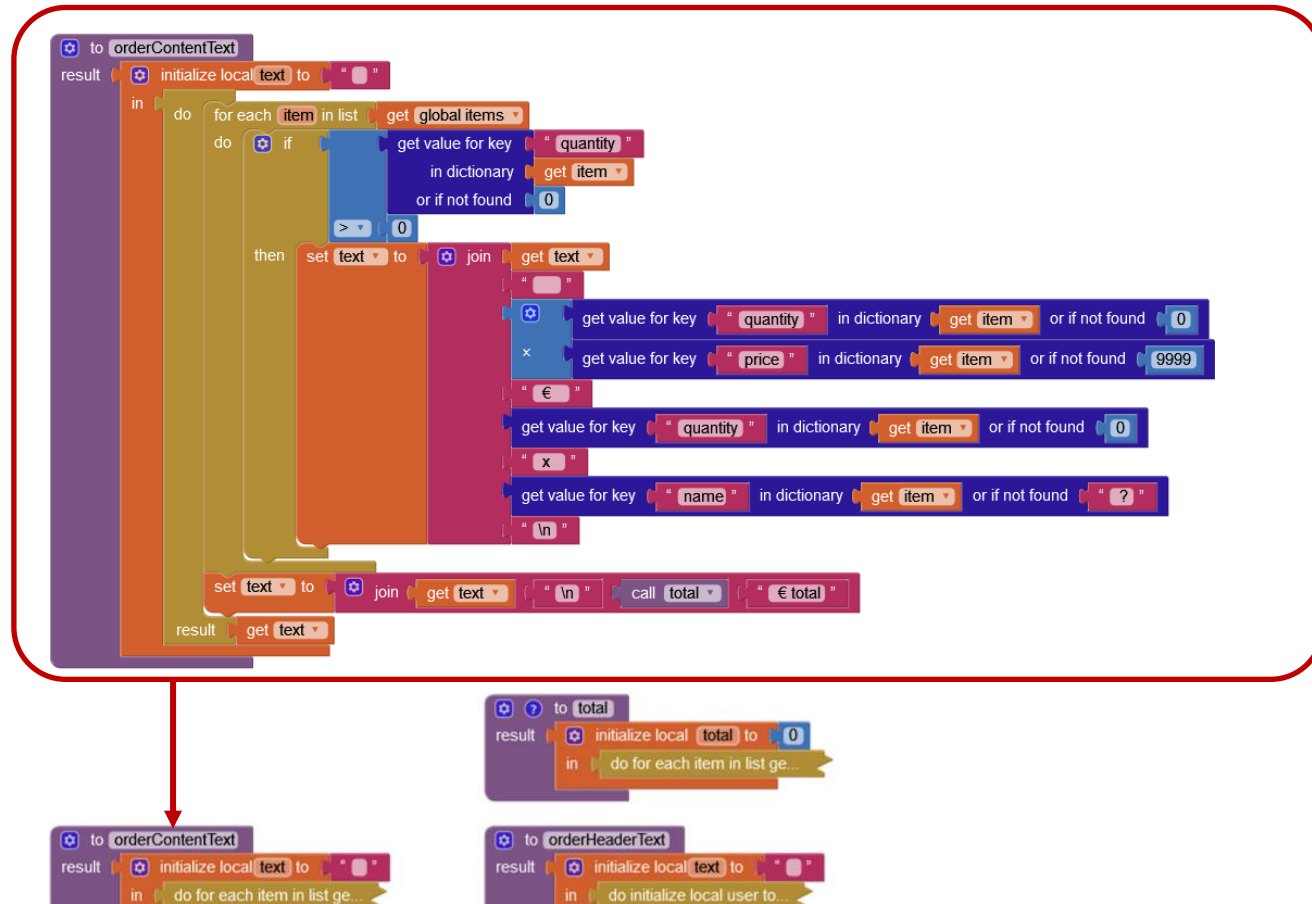 to orderContentText
result initialize local text to " "
in do for each item in list get global items
do if get value for key " quantity "
in dictionary get item
or if not found 0
> 0
then set text to join get text
" "
get value for key " quantity " in dictionary get item or if not found 0
× get value for key " price " in dictionary get item or if not found 9999
" € "
get value for key " quantity " in dictionary get item or if not found 0
" x "
get value for key " name " in dictionary get item or if not found " ? "
" \n "
set text to join get text " \n " call total " € total "
result get text
? to total
result initialize local total to 0
in do for each item in list ge...
to orderContentText
result initialize local text to " "
in do for each item in list ge...
to orderHeaderText
result initialize local text to " "
in do initialize local user to...